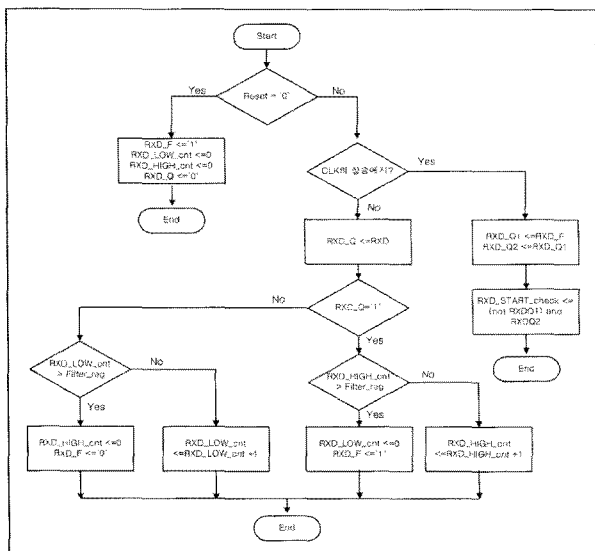 Start
Reset = '0'
Yes
No
RXD_F <='1'
RXD_LOW_cnt <=0
RXD_HIGH_cnt <=0
RXD_Q <='0'
End
CLK의 상승에지?
Yes
No
RXD_Q <=RXD
RXD_Q1 <=RXD_F
RXD_Q2 <=RXD_Q1
RXD_START_check <=
(not RXDQ1) and
RXDQ2
End
RXD_Q='1'
No
Yes
RXD_LOW_cnt
> Filter_reg
No
Yes
RXD_HIGH_cnt
> Filter_reg
No
Yes
RXD_HIGH_cnt <=0
RXD_F <='0'
RXD_LOW_cnt
<=RXD_LOW_cnt +1
RXD_LOW_cnt <=0
RXD_F <='1'
RXD_HIGH_cnt
<=RXD_HIGH_cnt +1
End